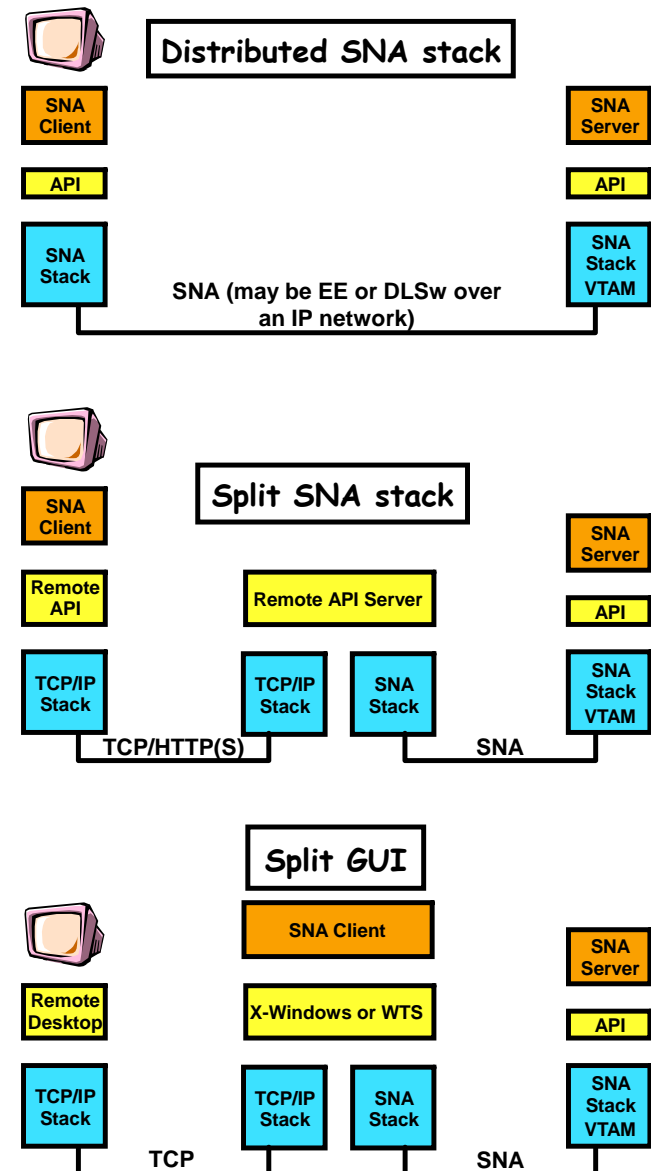 Distributed SNA stack
SNA
Client
SNA
Server
API
API
SNA
Stack
SNA
Stack
VTAM
SNA (may be EE or DLSw over
an IP network)
Split SNA stack
SNA
Client
SNA
Server
Remote
API
Remote API Server
API
TCP/IP
Stack
TCP/IP
Stack
SNA
Stack
SNA
Stack
VTAM
TCP/HTTP(S)
SNA
Split GUI
SNA Client
SNA
Server
Remote
Desktop
X-Windows or WTS
API
TCP/IP
Stack
TCP/IP
Stack
SNA
Stack
SNA
Stack
VTAM
TCP
SNA